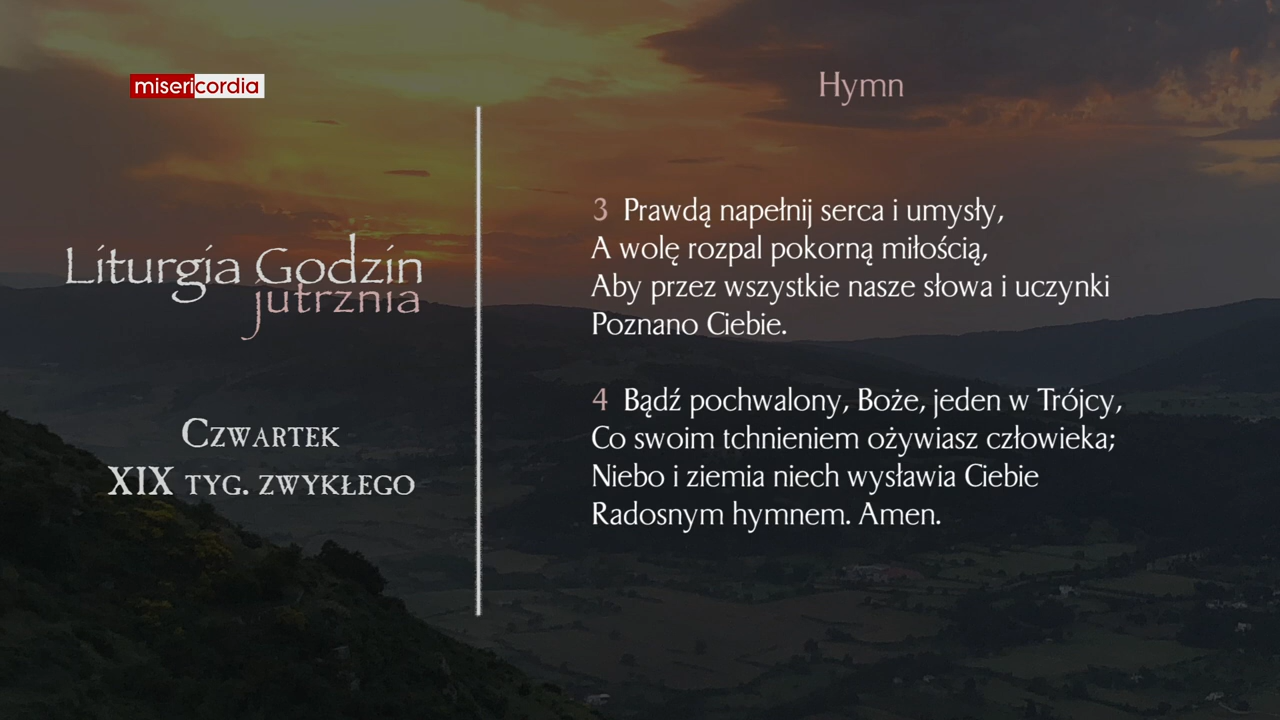 misericordia
Liturgia Godzin
jutrznia
Czwartek
XIX tyg. zwykłego
Hymn
3 Prawdą napełnij serca i umysły,
A wolę rozpal pokorną miłością,
Aby przez wszystkie nasze słowa i uczynki
Poznano Ciebie.
4 Bądź pochwalony, Boże, jeden w Trójcy,
Co swoim tchnieniem ożywiasz człowieka;
Niebo i ziemia niech wysławia Ciebie
Radosnym hymnem. Amen.